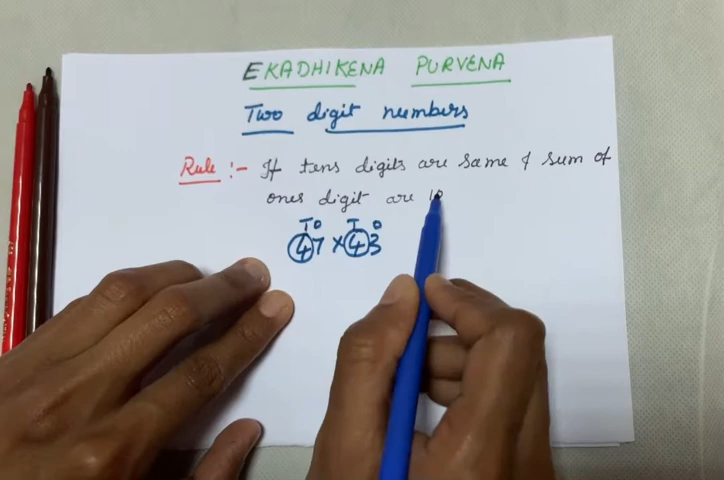 EKADHIKENA PURVENA
Two digit numbers
Rule :- If tens digits are same & sum of
ones digit are 10
T O T O
47 x 43